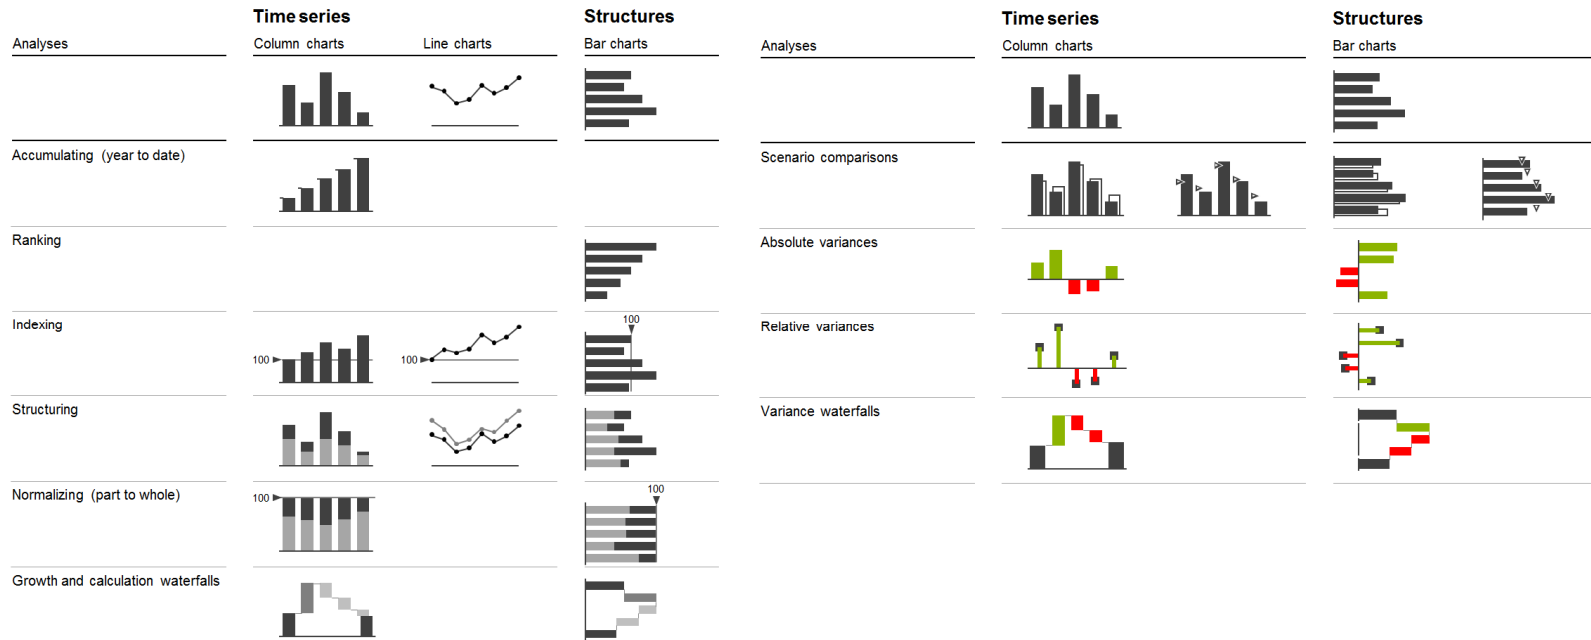 Time series
Structures
Analyses
Column charts
Line charts
Bar charts
Accumulating (year to date)
Ranking
Indexing
100
100
100
Structuring
Normalizing (part to whole)
100
100
Growth and calculation waterfalls
Time series
Structures
Analyses
Column charts
Bar charts
Scenario comparisons
Absolute variances
Relative variances
Variance waterfalls